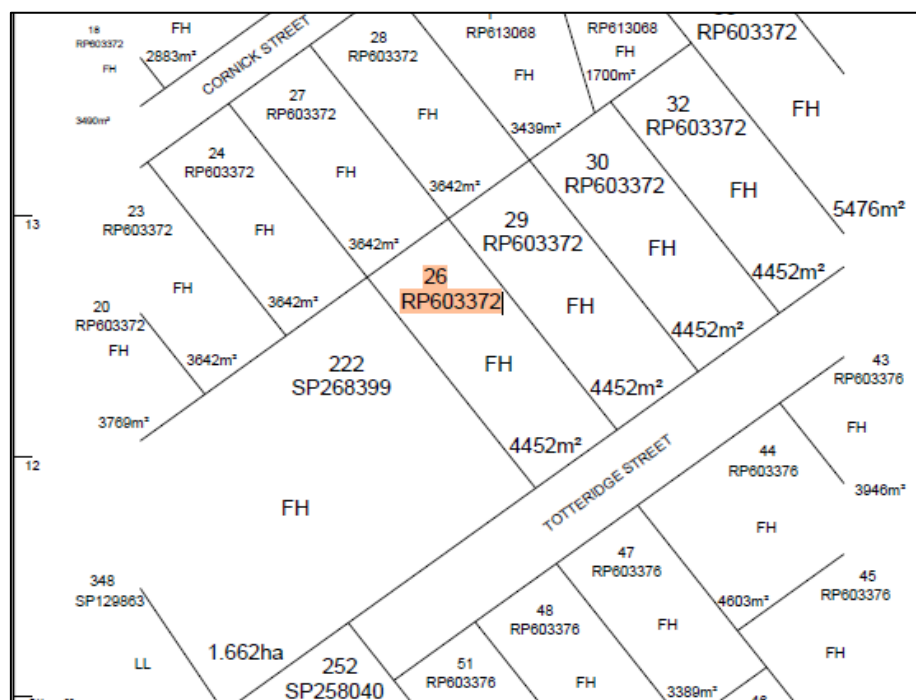 18
RP603372
FH
2883m²
FH
3490m²
CORNICK STREET
28
RP603372
FH
RP613068
FH
3439m²
RP613068
FH
1700m²
RP603372
FH
5476m²
27
RP603372
FH
3642m²
24
RP603372
FH
3642m²
23
RP603372
FH
3642m²
20
RP603372
FH
3642m²
3769m²
32
RP603372
FH
4452m²
30
RP603372
FH
4452m²
29
RP603372
FH
4452m²
26
RP603372
FH
4452m²
222
SP268399
FH
1.662ha
13
12
TOTTERIDGE STREET
43
RP603376
FH
3946m²
44
RP603376
FH
4603m²
45
RP603376
FH
47
RP603376
FH
3389m²
48
RP603376
FH
51
RP603376
348
SP129863
LL
252
SP258040